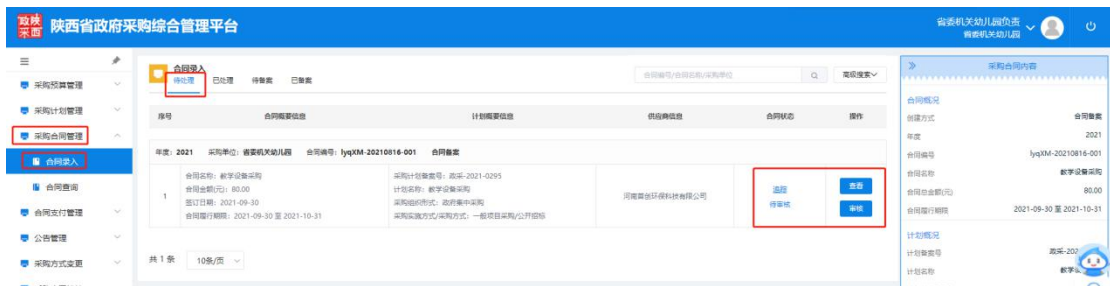 政陕
采西
陕西省政府采购综合管理平台
省委机关幼儿园负责
省委机关幼儿园
采购预算管理
采购计划管理
采购合同管理
合同录入
合同查询
合同支付管理
公告管理
采购方式变更
合同录入
待处理 已处理 待备案 已备案
合同编号/合同名称/采购单位
高级搜索
序号 合同概要信息 计划概要信息 供应商信息 合同状态 操作
年度：2021 采购单位：省委机关幼儿园 合同编号：lyqXM-20210816-001 合同备案
1
合同名称：教学设备采购
合同金额(元)：80.00
签订日期：2021-09-30
合同履行期限：2021-09-30 至 2021-10-31
采购计划备案号：政采-2021-0295
计划名称：教学设备采购
采购组织形式：政府集中采购
采购实施方式/采购方式：一般项目采购/公开招标
河南首创环保科技有限公司
追踪
待审核
查看
审核
共 1 条 10条/页
采购合同内容
合同概况
创建方式 合同备案
年度 2021
合同编号 lyqXM-20210816-001
合同名称 教学设备采购
合同总金额(元) 80.00
合同履行期限 2021-09-30 至 2021-10-31
计划概况
计划备案号 政采-202
计划名称 教学